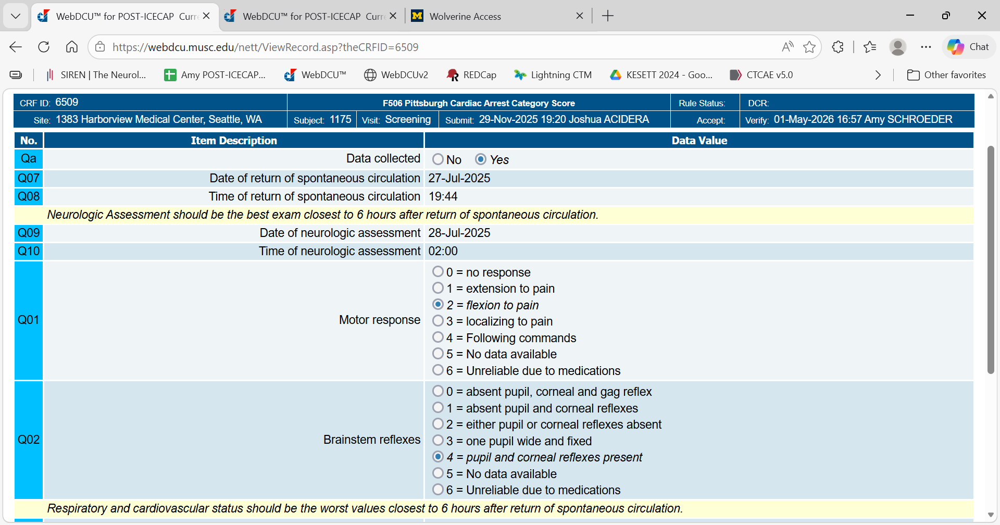 WebDCU™ for POST-ICECAP Curr
WebDCU™ for POST-ICECAP Curr
Wolverine Access
https://webdcu.musc.edu/nett/ViewRecord.asp?theCRFID=6509
Chat
SIREN | The Neurol...
Amy POST-ICECAP...
WebDCU™
WebDCUv2
REDCap
Lightning CTM
KESETT 2024 - Goo...
CTCAE v5.0
Other favorites
CRF ID: 6509 F506 Pittsburgh Cardiac Arrest Category Score Rule Status: DCR:
Site: 1383 Harborview Medical Center, Seattle, WA Subject: 1175 Visit: Screening Submit: 29-Nov-2025 19:20 Joshua ACIDERA Accept: Verify: 01-May-2026 16:57 Amy SCHROEDER
No. Item Description Data Value
Qa Data collected No Yes
Q07 Date of return of spontaneous circulation 27-Jul-2025
Q08 Time of return of spontaneous circulation 19:44
Neurologic Assessment should be the best exam closest to 6 hours after return of spontaneous circulation.
Q09 Date of neurologic assessment 28-Jul-2025
Q10 Time of neurologic assessment 02:00
Q01 Motor response
0 = no response
1 = extension to pain
2 = flexion to pain
3 = localizing to pain
4 = Following commands
5 = No data available
6 = Unreliable due to medications
Q02 Brainstem reflexes
0 = absent pupil, corneal and gag reflex
1 = absent pupil and corneal reflexes
2 = either pupil or corneal reflexes absent
3 = one pupil wide and fixed
4 = pupil and corneal reflexes present
5 = No data available
6 = Unreliable due to medications
Respiratory and cardiovascular status should be the worst values closest to 6 hours after return of spontaneous circulation.